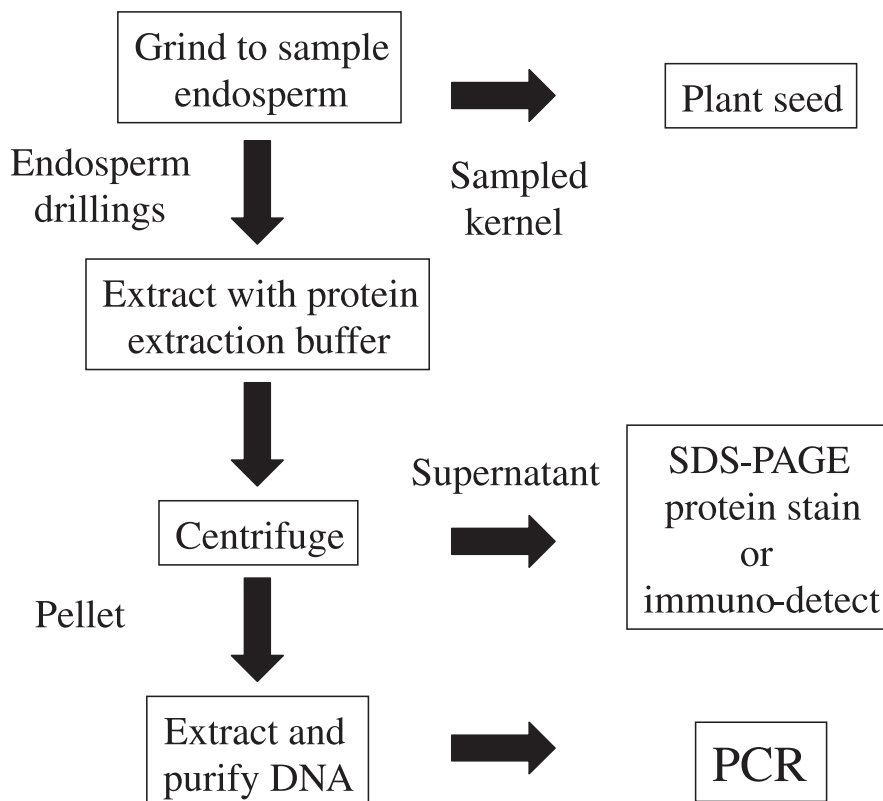 Grind to sample
endosperm
Plant seed
Endosperm
drillings
Sampled
kernel
Extract with protein
extraction buffer
Supernatant
SDS-PAGE
protein stain
or
immuno-detect
Centrifuge
Pellet
Extract and
purify DNA
PCR